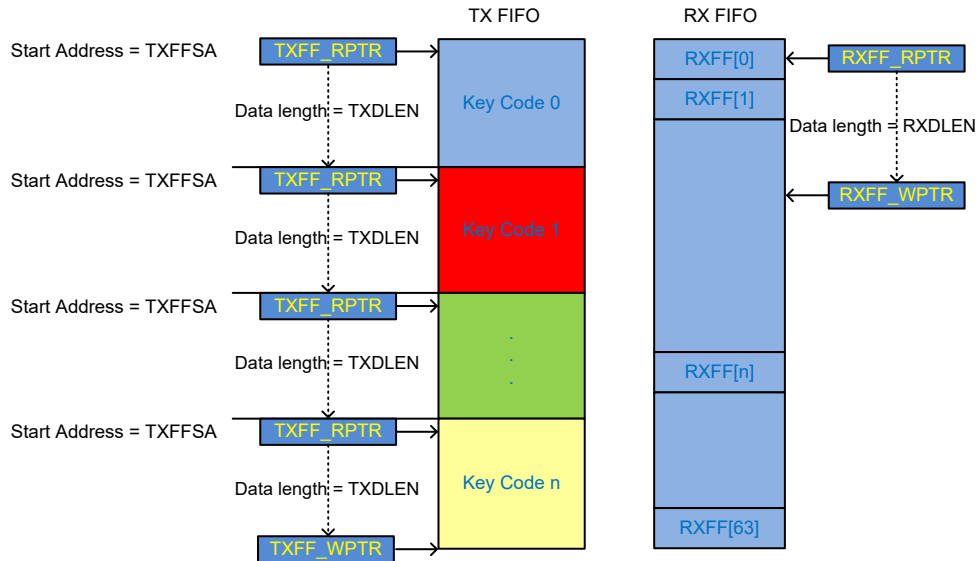 TX FIFO
RX FIFO
Start Address = TXFFSA
TXFF_RPTR
Data length = TXDLEN
Key Code 0
Start Address = TXFFSA
TXFF_RPTR
Data length = TXDLEN
Key Code 1
Start Address = TXFFSA
TXFF_RPTR
Data length = TXDLEN
.
.
.
Start Address = TXFFSA
TXFF_RPTR
Data length = TXDLEN
Key Code n
TXFF_WPTR
RXFF[0]
RXFF_RPTR
RXFF[1]
Data length = RXDLEN
RXFF_WPTR
RXFF[n]
RXFF[63]